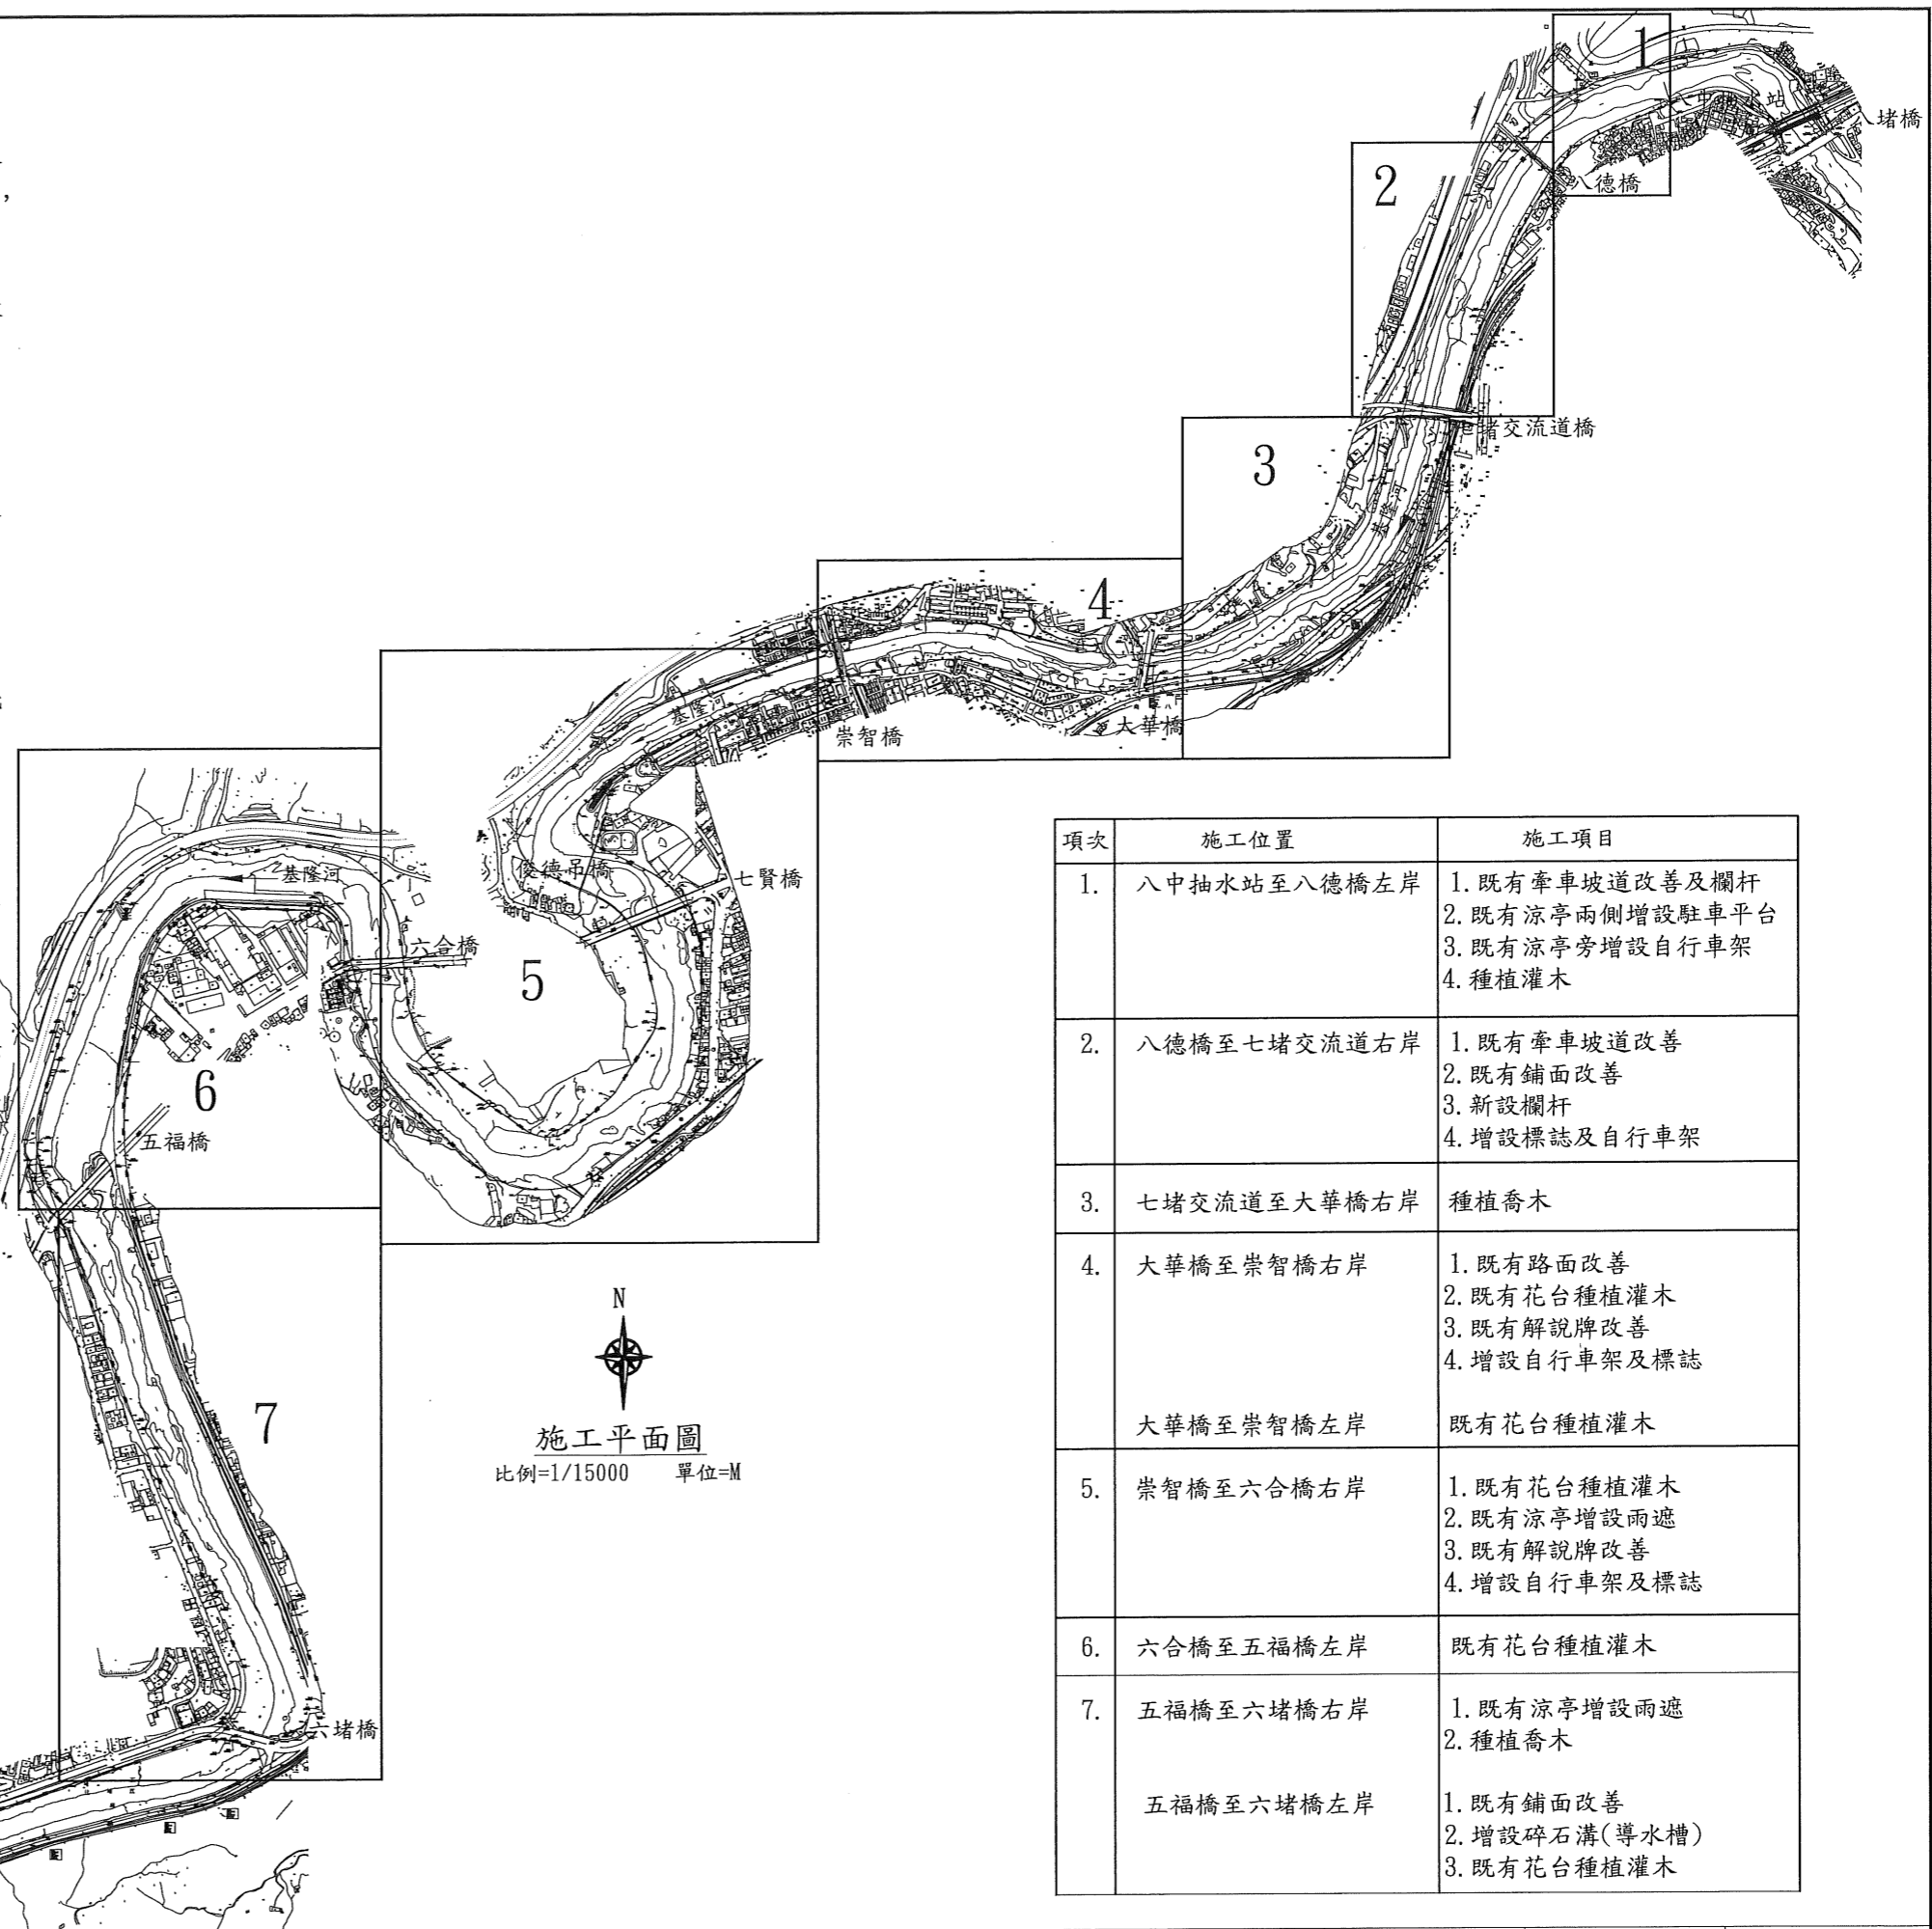 1
八中抽水站
八堵橋
2
八德橋
七堵交流道橋
3
基隆河
4
大華橋
基隆河
崇智橋
俊德吊橋
七賢橋
基隆河
六合橋
5
6
五福橋
7
六堵橋
N
施工平面圖
比例=1/15000 單位=M
項次 施工位置 施工項目
1. 八中抽水站至八德橋左岸 1.既有牽車坡道改善及欄杆
2.既有涼亭兩側增設駐車平台
3.既有涼亭旁增設自行車架
4.種植灌木
2. 八德橋至七堵交流道右岸 1.既有牽車坡道改善
2.既有鋪面改善
3.新設欄杆
4.增設標誌及自行車架
3. 七堵交流道至大華橋右岸 種植喬木
4. 大華橋至崇智橋右岸 1.既有路面改善
2.既有花台種植灌木
3.既有解說牌改善
4.增設自行車架及標誌
大華橋至崇智橋左岸 既有花台種植灌木
5. 崇智橋至六合橋右岸 1.既有花台種植灌木
2.既有涼亭增設雨遮
3.既有解說牌改善
4.增設自行車架及標誌
6. 六合橋至五福橋左岸 既有花台種植灌木
7. 五福橋至六堵橋右岸 1.既有涼亭增設雨遮
2.種植喬木
五福橋至六堵橋左岸 1.既有鋪面改善
2.增設碎石溝(導水槽)
3.既有花台種植灌木